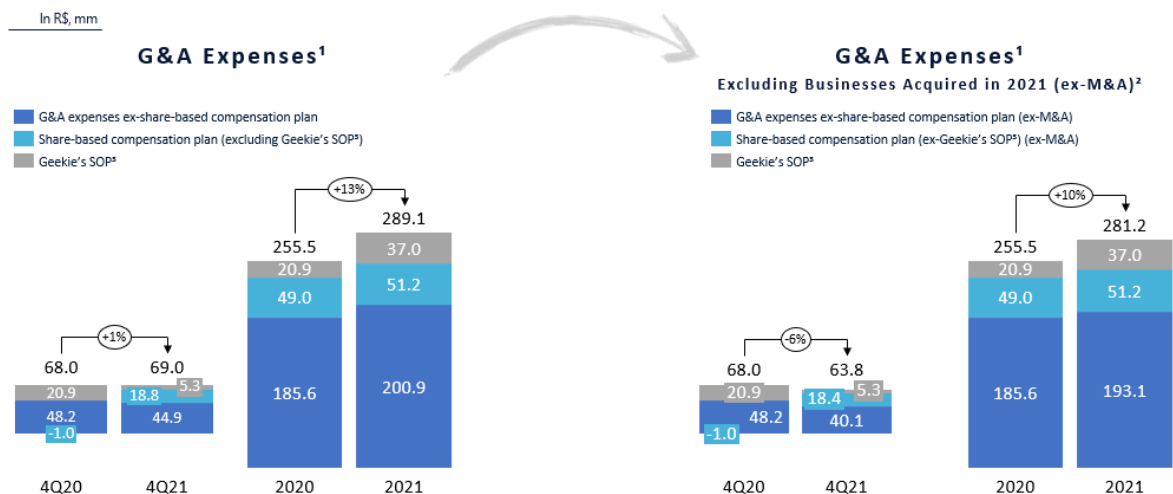 In R$, mm
G&A Expenses¹
G&A expenses ex-share-based compensation plan
Share-based compensation plan (excluding Geekie's SOP³)
Geekie's SOP³
+13%
289.1
255.5
37.0
20.9
51.2
49.0
+1%
68.0
69.0
185.6
200.9
20.9
5.3
18.8
48.2
44.9
-1.0
4Q20
4Q21
2020
2021
G&A Expenses¹
Excluding Businesses Acquired in 2021 (ex-M&A)²
G&A expenses ex-share-based compensation plan (ex-M&A)
Share-based compensation plan (ex-Geekie's SOP³) (ex-M&A)
Geekie's SOP³
+10%
281.2
255.5
37.0
20.9
51.2
49.0
-6%
68.0
63.8
185.6
193.1
20.9
5.3
18.4
48.2
40.1
-1.0
4Q20
4Q21
2020
2021